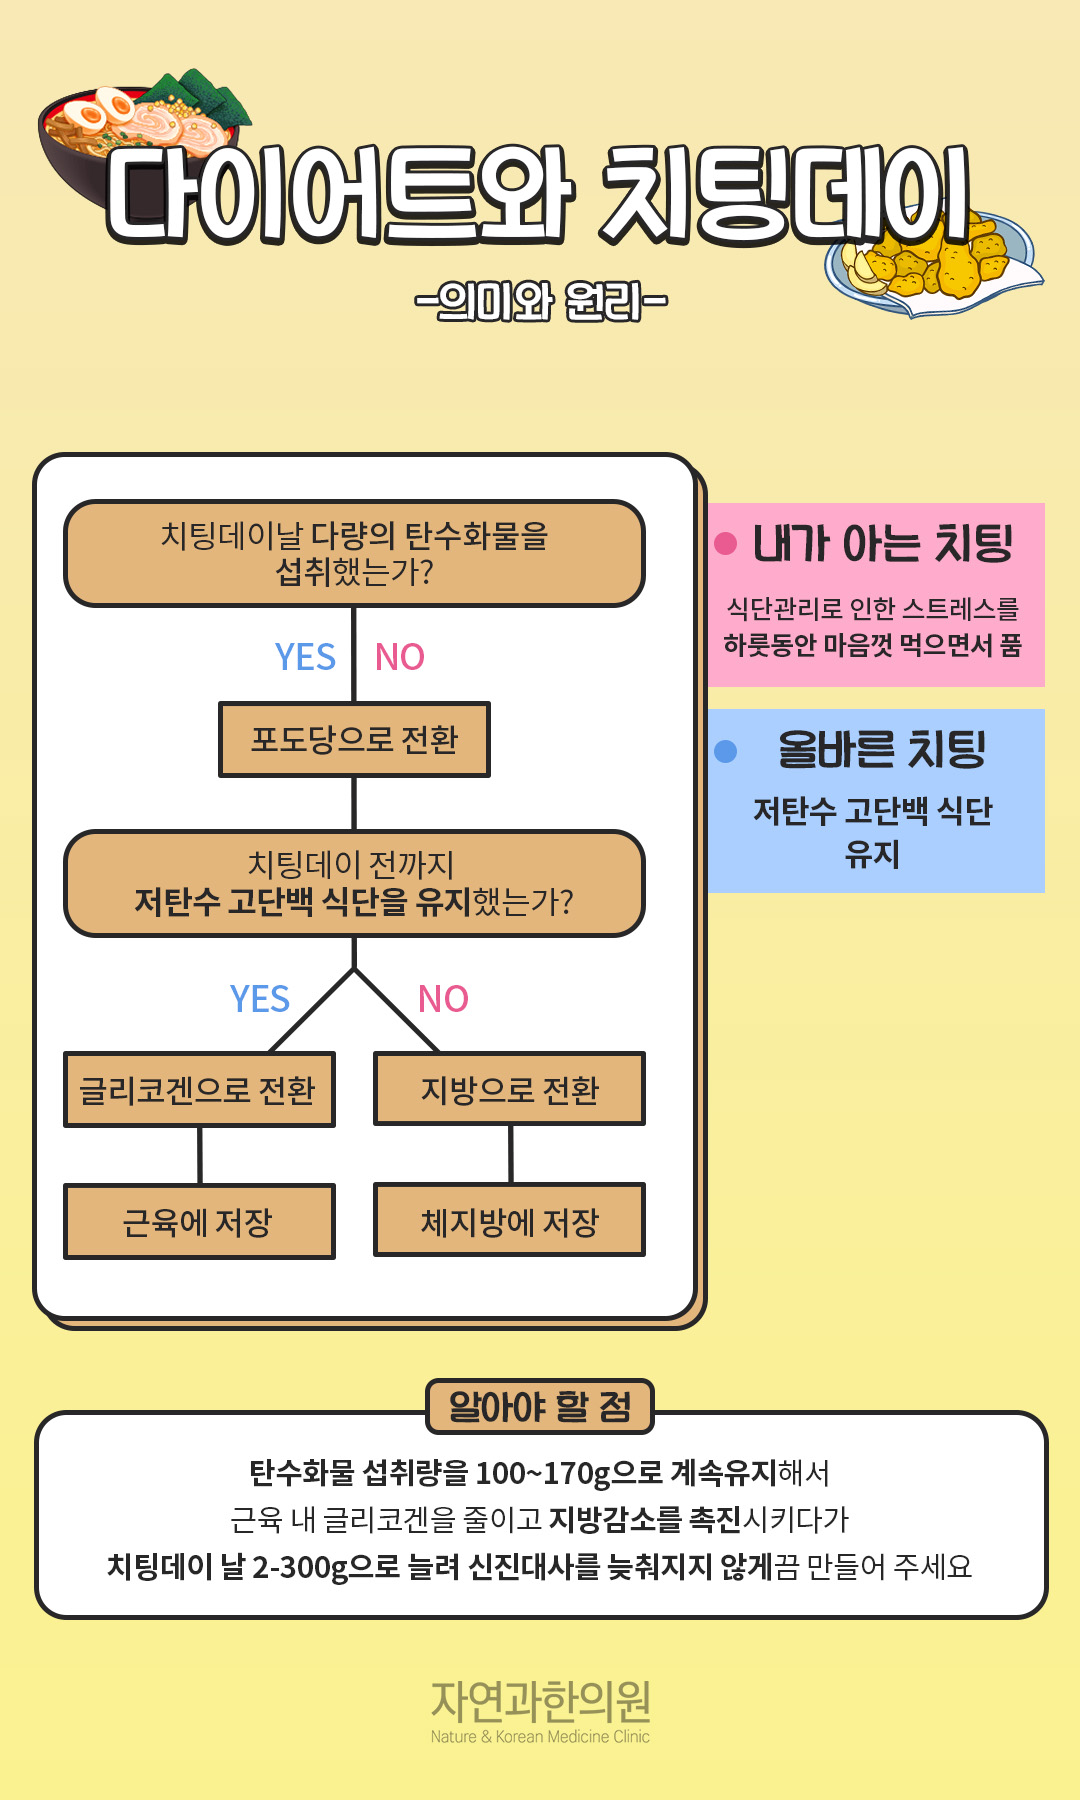 다이어트와 치팅데이
-의미와 원리-
치팅데이날 다량의 탄수화물을
섭취했는가?
YES NO
포도당으로 전환
치팅데이 전까지
저탄수 고단백 식단을 유지했는가?
YES NO
글리코겐으로 전환
지방으로 전환
근육에 저장
체지방에 저장
내가 아는 치팅
식단관리로 인한 스트레스를
하룻동안 마음껏 먹으면서 품
올바른 치팅
저탄수 고단백 식단
유지
알아야 할 점
탄수화물 섭취량을 100~170g으로 계속유지해서
근육 내 글리코겐을 줄이고 지방감소를 촉진시키다가
치팅데이 날 2-300g으로 늘려 신진대사를 늦춰지지 않게끔 만들어 주세요
자연과한의원
Nature & Korean Medicine Clinic